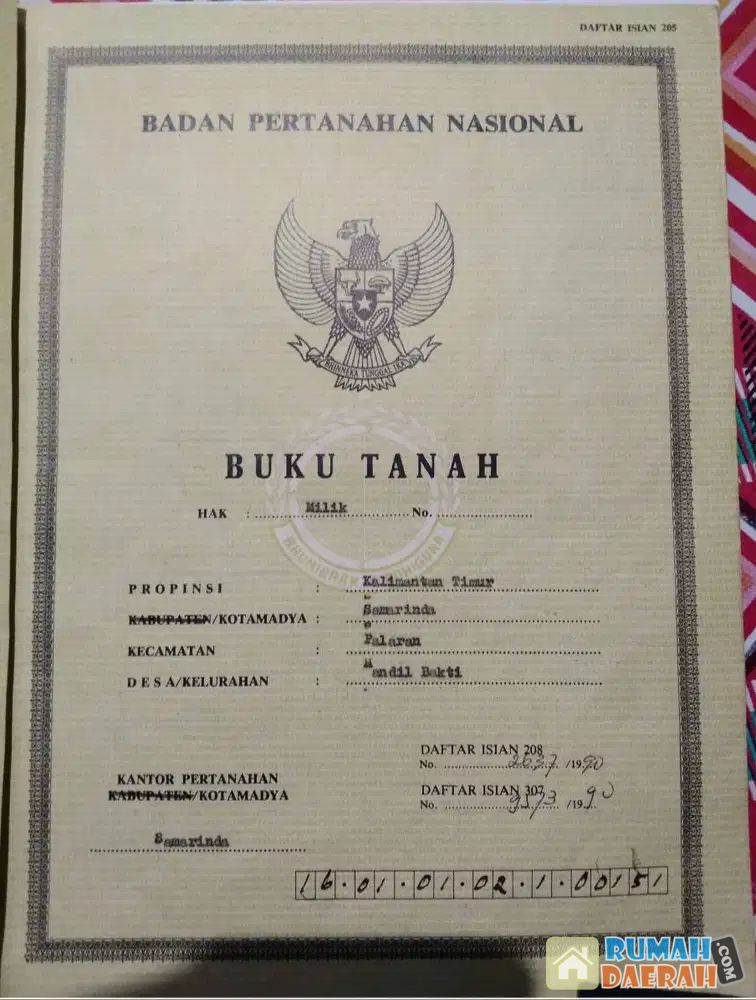 DAFTAR ISIAN 205
BADAN PERTANAHAN NASIONAL
BHINNEKA TUNGGAL IKA
BUKU TANAH
HAK : Milik No.
PROPINSI : Kalimantan Timur
KABUPATEN/KOTAMADYA : Samarinda
KECAMATAN : Palaran
DESA/KELURAHAN : Handil Bakti
DAFTAR ISIAN 208
No. 2637 /1990
KANTOR PERTANAHAN
KABUPATEN/KOTAMADYA
DAFTAR ISIAN 307
No. 9573 /1990
Samarinda
16.01.01.02.1.00151
RUMAH
DAERAH
.COM